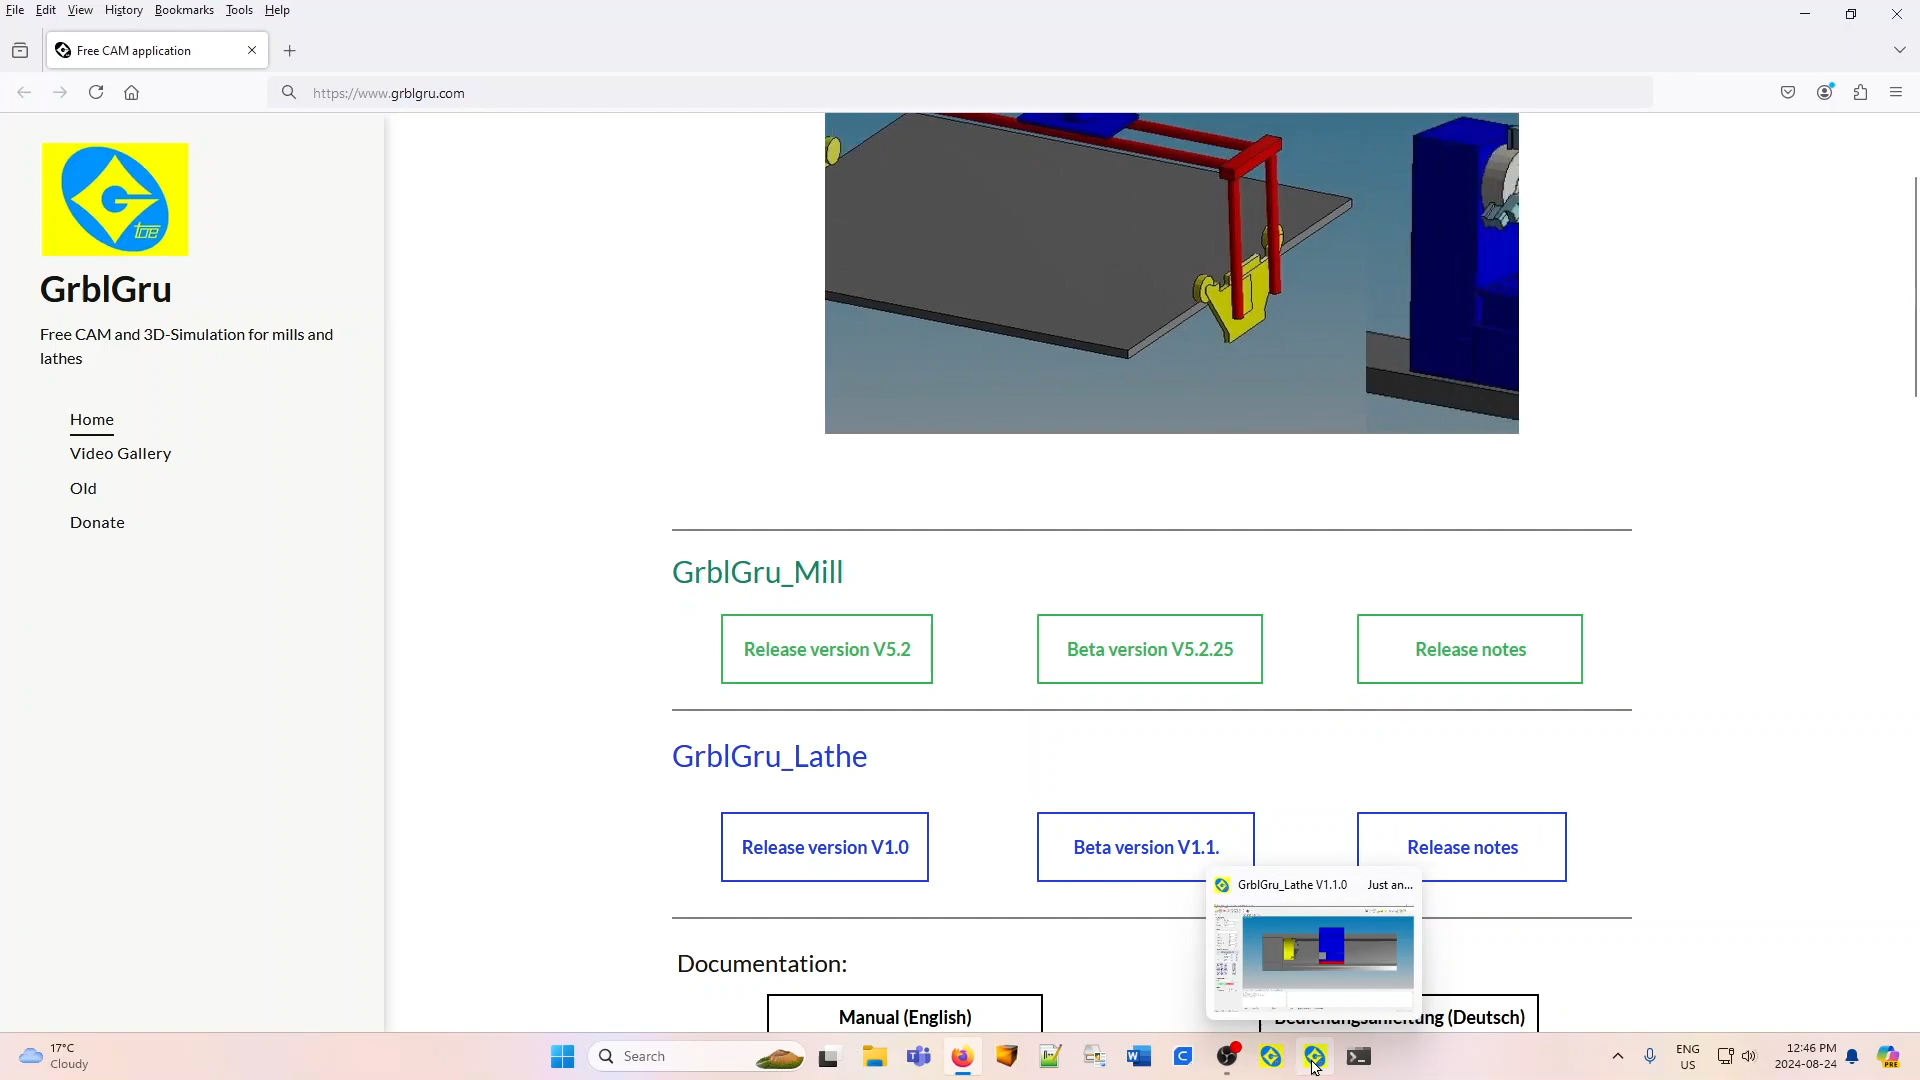 File Edit View History Bookmarks Tools Help
Free CAM application
https://www.grblgru.com
G
toe
GrblGru
Free CAM and 3D-Simulation for mills and
lathes
Home
Video Gallery
Old
Donate
GrblGru_Mill
Release version V5.2
Beta version V5.2.25
Release notes
GrblGru_Lathe
Release version V1.0
Beta version V1.1.
Release notes
GrblGru_Lathe V1.1.0 Just an...
Documentation:
Manual (English)
Bedienungsanleitung (Deutsch)
17°C
Cloudy
Search
ENG
US
12:46 PM
2024-08-24
PRE